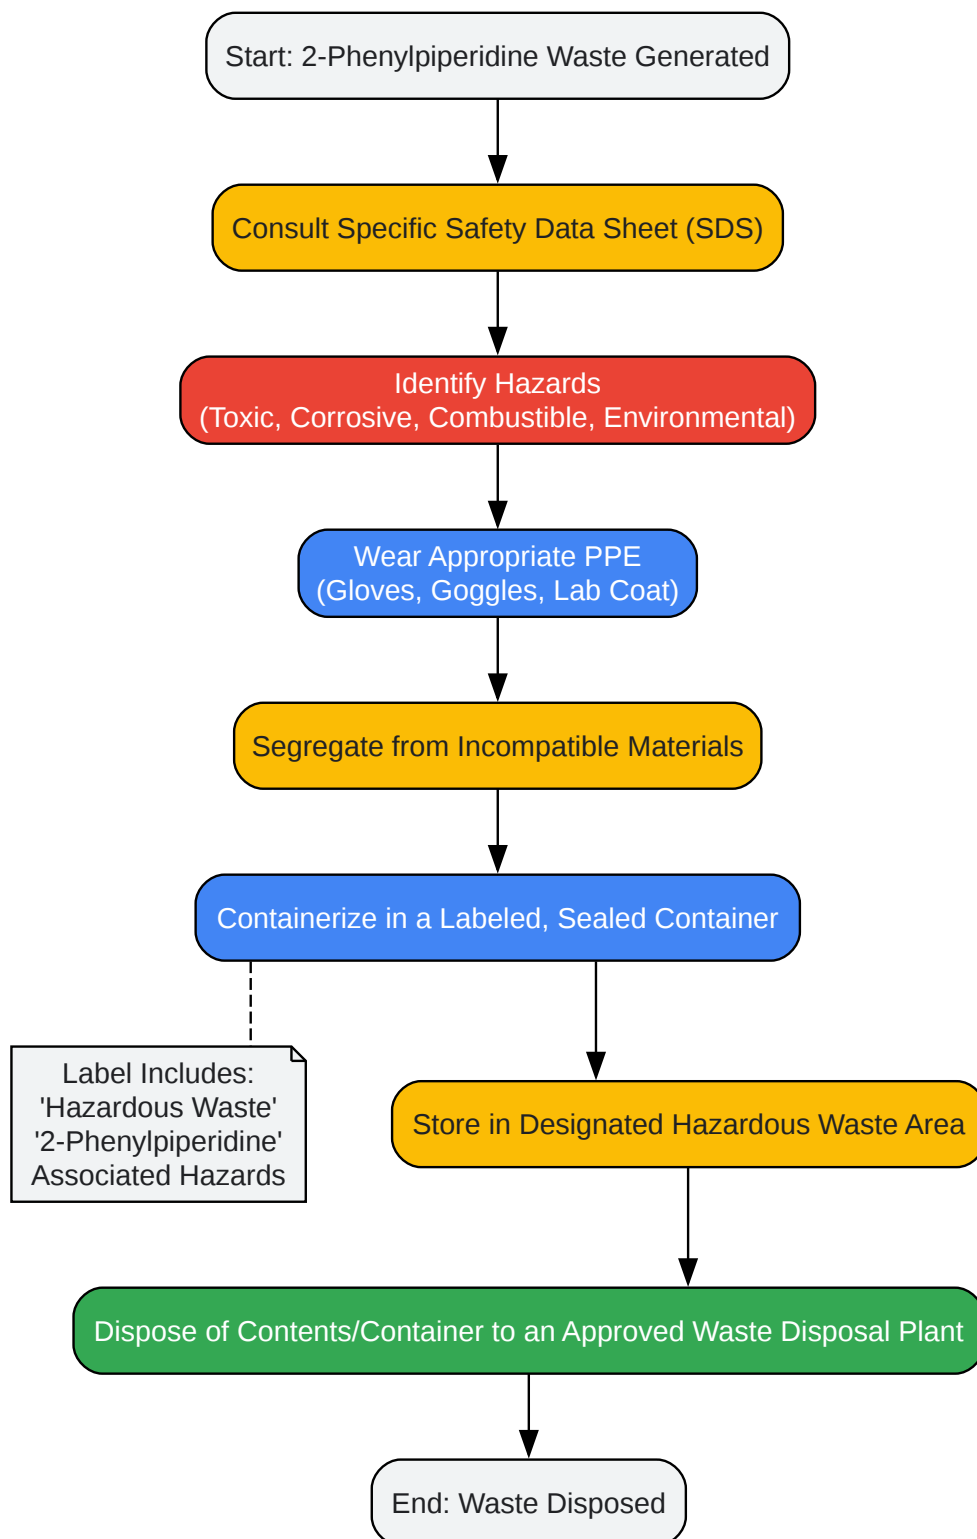 Start: 2-Phenylpiperidine Waste Generated
Consult Specific Safety Data Sheet (SDS)
Identify Hazards
(Toxic, Corrosive, Combustible, Environmental)
Wear Appropriate PPE
(Gloves, Goggles, Lab Coat)
Segregate from Incompatible Materials
Containerize in a Labeled, Sealed Container
Label Includes:
'Hazardous Waste'
'2-Phenylpiperidine'
Associated Hazards
Store in Designated Hazardous Waste Area
Dispose of Contents/Container to an Approved Waste Disposal Plant
End: Waste Disposed